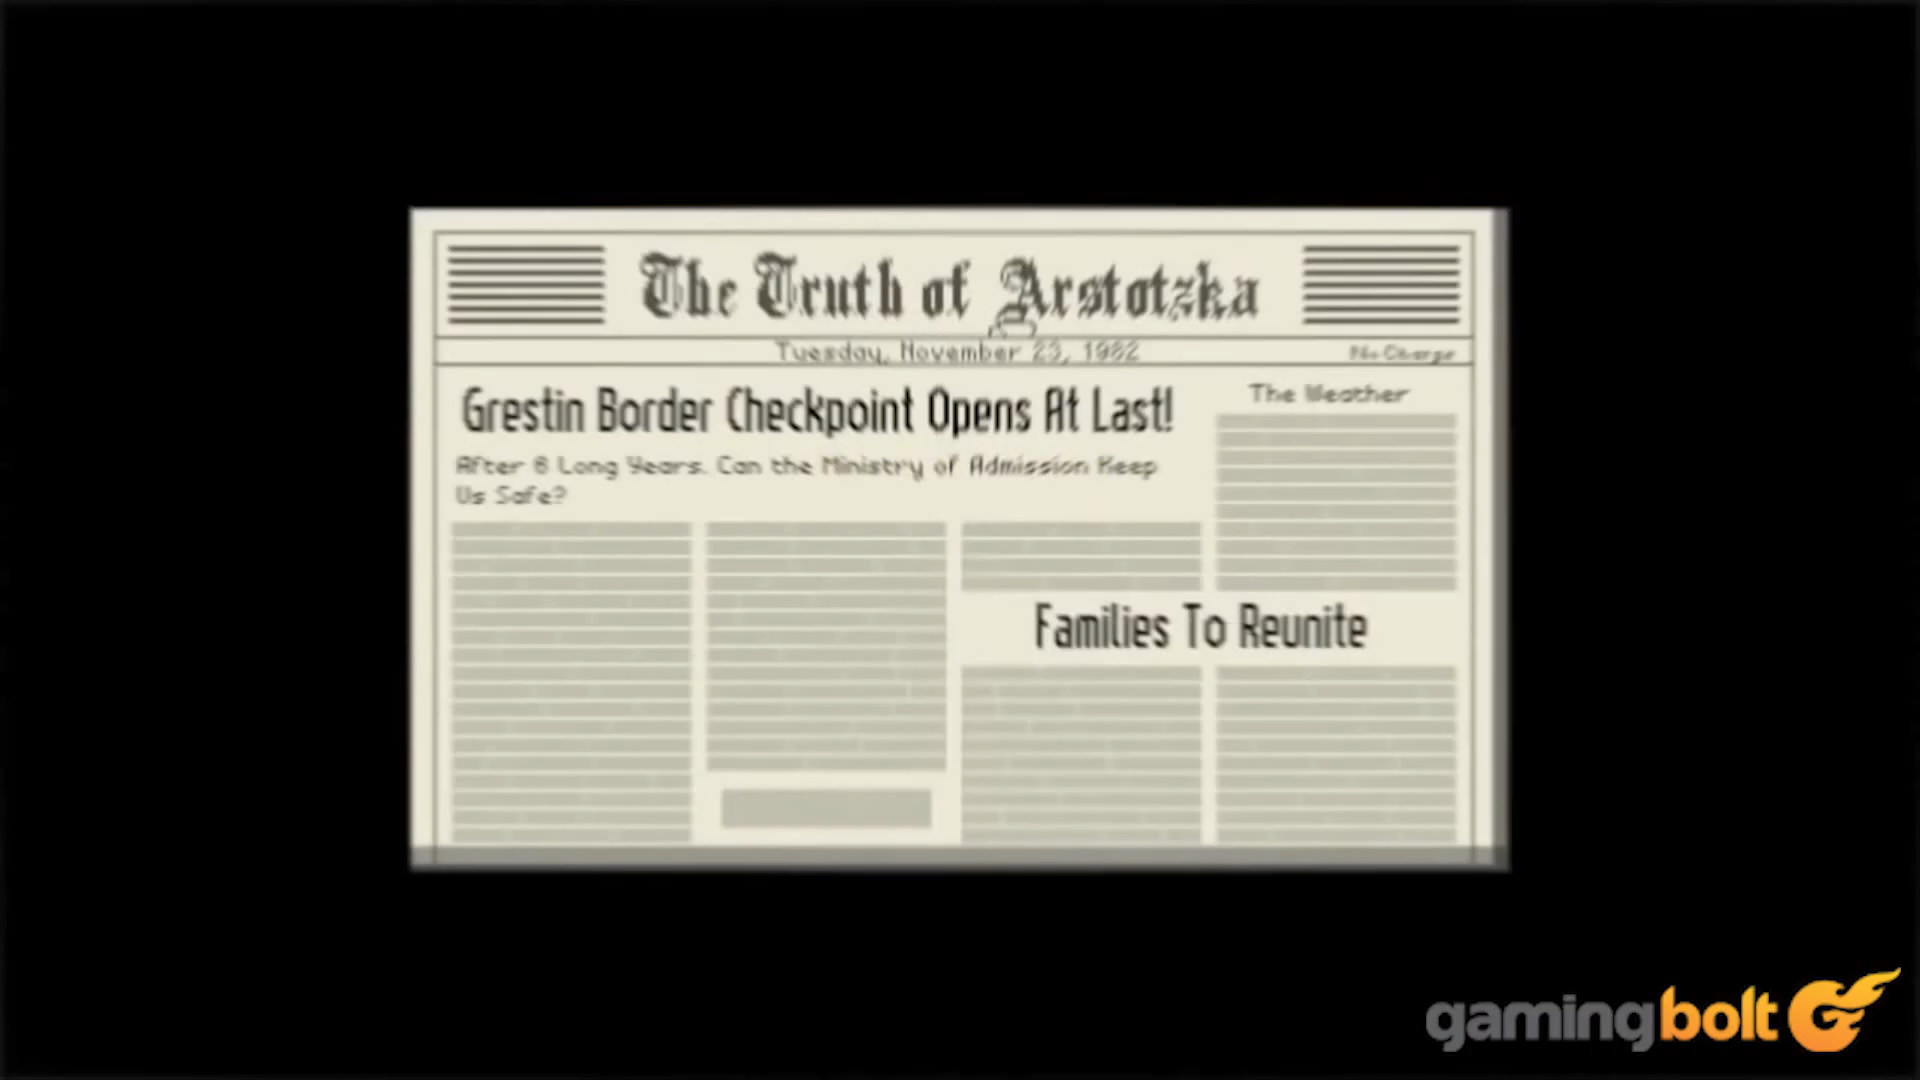 The Truth of Arstotzka
Tuesday, November 23, 1982
No Charge
Grestin Border Checkpoint Opens At Last!
After 6 Long Years. Can the Ministry of Admission Keep
Us Safe?
The Weather
Families To Reunite
gamingbolt